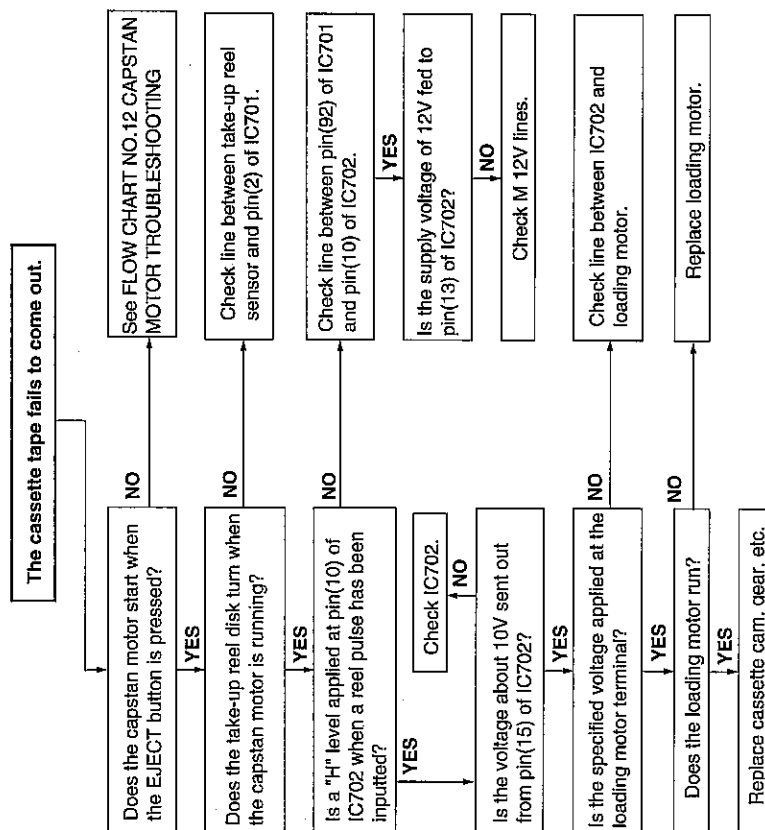 The cassette tape fails to come out.
Does the capstan motor start when
the EJECT button is pressed?
NO
See FLOW CHART NO.12 CAPSTAN
MOTOR TROUBLESHOOTING
YES
Does the take-up reel disk turn when
the capstan motor is running?
NO
Check line between take-up reel
sensor and pin(2) of IC701.
YES
Is a "H" level applied at pin(10) of
IC702 when a reel pulse has been
inputted?
NO
Check line between pin(92) of IC701
and pin(10) of IC702.
YES
Is the supply voltage of 12V fed to
pin(13) of IC702?
NO
Check M 12V lines.
YES
Check IC702.
NO
Is the voltage about 10V sent out
from pin(15) of IC702?
YES
Is the specified voltage applied at the
loading motor terminal?
NO
Check line between IC702 and
loading motor.
YES
Does the loading motor run?
NO
Replace loading motor.
YES
Replace cassette cam, gear, etc.